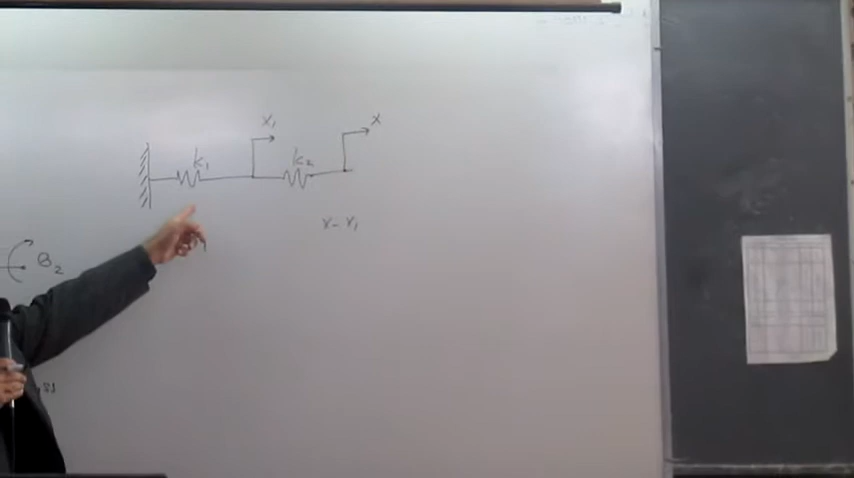 x₁
x
k₁
k₂
x - x₁
θ₂